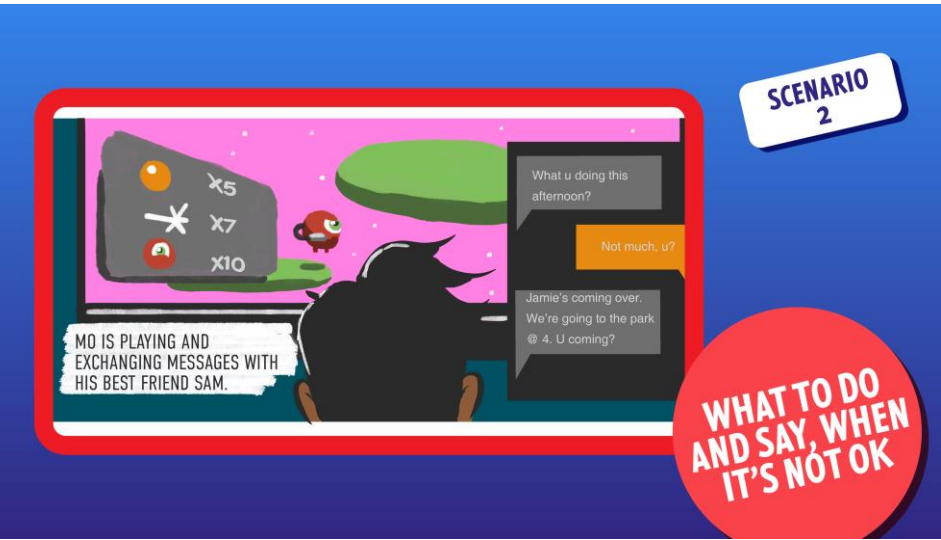 SCENARIO
2
X5
X7
X10
What u doing this
afternoon?
Not much, u?
Jamie's coming over.
We're going to the park
@ 4. U coming?
MO IS PLAYING AND
EXCHANGING MESSAGES WITH
HIS BEST FRIEND SAM.
WHAT TO DO
AND SAY, WHEN
IT'S NOT OK